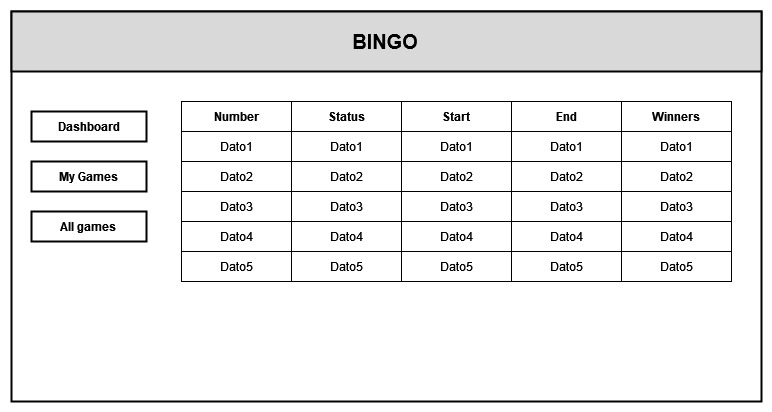 BINGO
Dashboard
My Games
All games
Number Status Start End Winners
Dato1 Dato1 Dato1 Dato1 Dato1
Dato2 Dato2 Dato2 Dato2 Dato2
Dato3 Dato3 Dato3 Dato3 Dato3
Dato4 Dato4 Dato4 Dato4 Dato4
Dato5 Dato5 Dato5 Dato5 Dato5